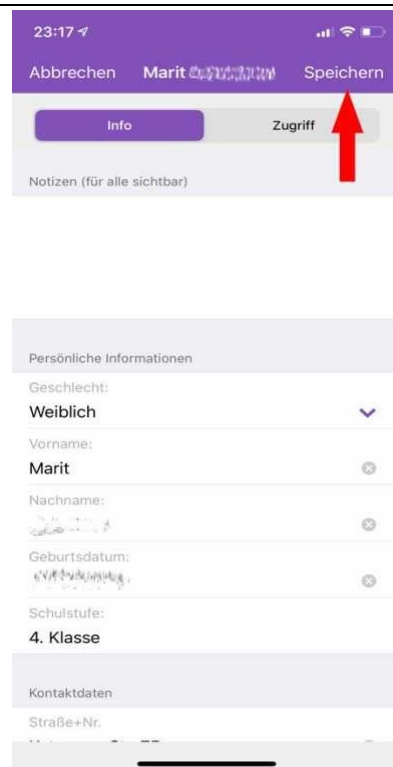 23:17
Abbrechen Marit Speichern
Info Zugriff
Notizen (für alle sichtbar)
Persönliche Informationen
Geschlecht:
Weiblich
Vorname:
Marit
Nachname:
Geburtsdatum:
Schulstufe:
4. Klasse
Kontaktdaten
Straße+Nr.